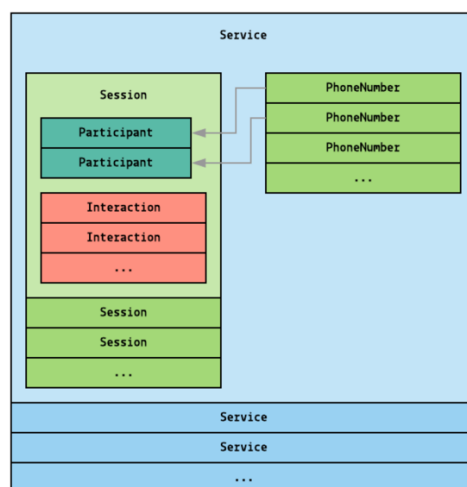 Service
Session
Participant
Participant
Interaction
Interaction
...
Session
Session
...
PhoneNumber
PhoneNumber
PhoneNumber
...
Service
Service
...